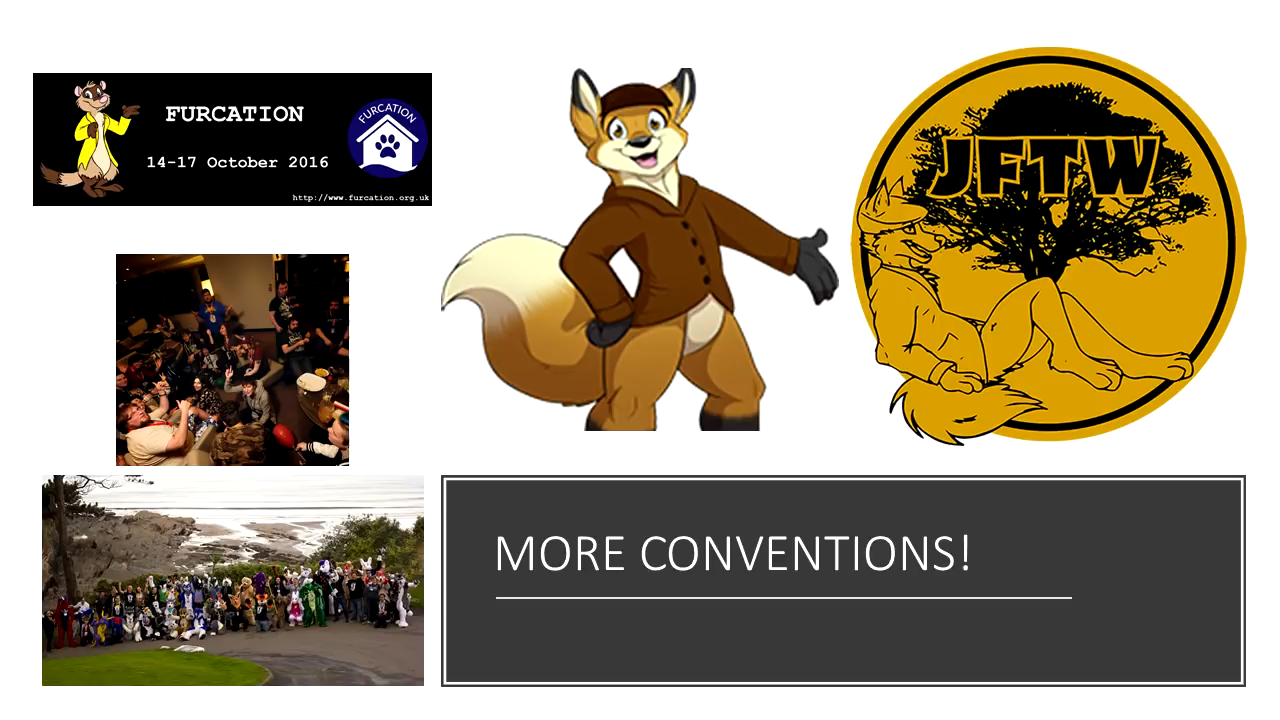 FURCATION
14-17 October 2016
FURCATION
http://www.furcation.org.uk
JFTW
MORE CONVENTIONS!